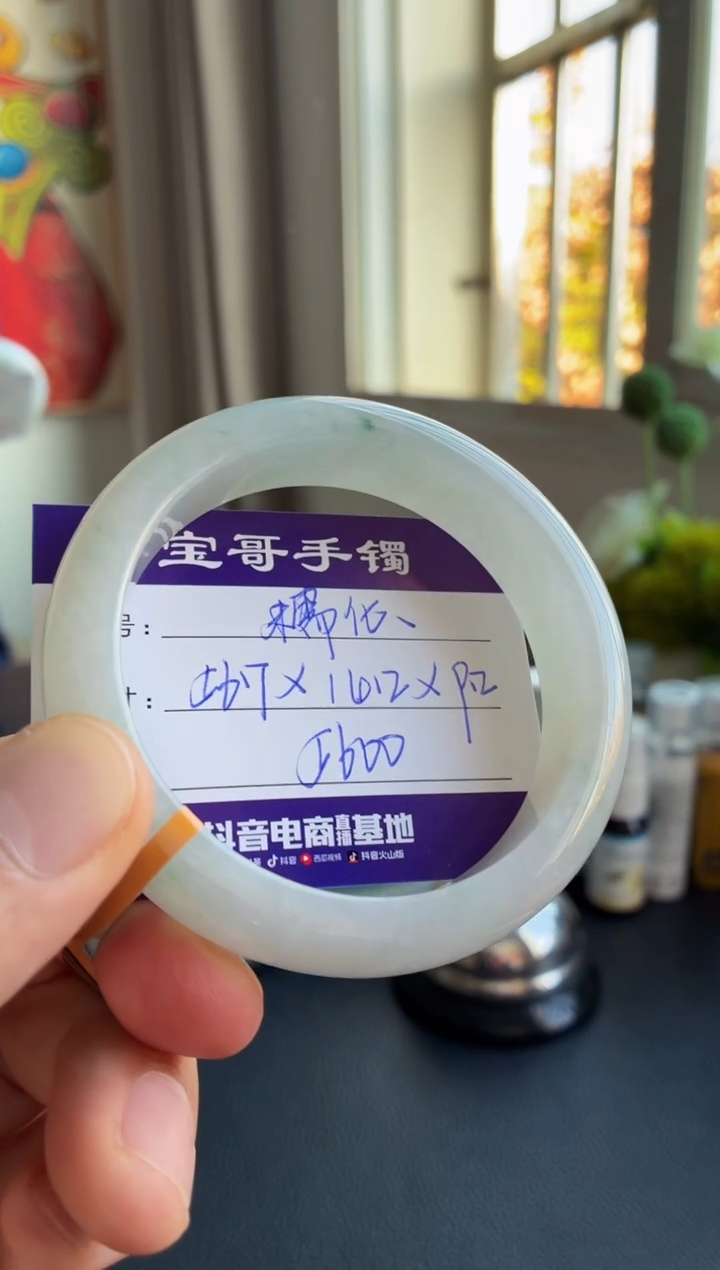 宝哥手镯
号： 糯化、
：
5600
抖音电商直播基地
抖音 西瓜视频 抖音火山版